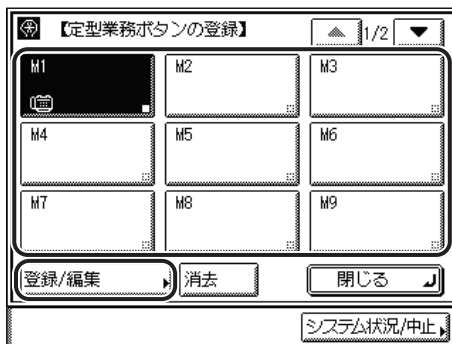 【定型業務ボタンの登録】 1/2
M1 M2 M3
M4 M5 M6
M7 M8 M9
登録/編集 消去 閉じる
システム状況/中止